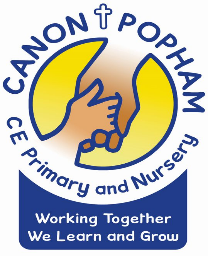 CANON POPHAM
CE Primary and Nursery
Working Together
We Learn and Grow